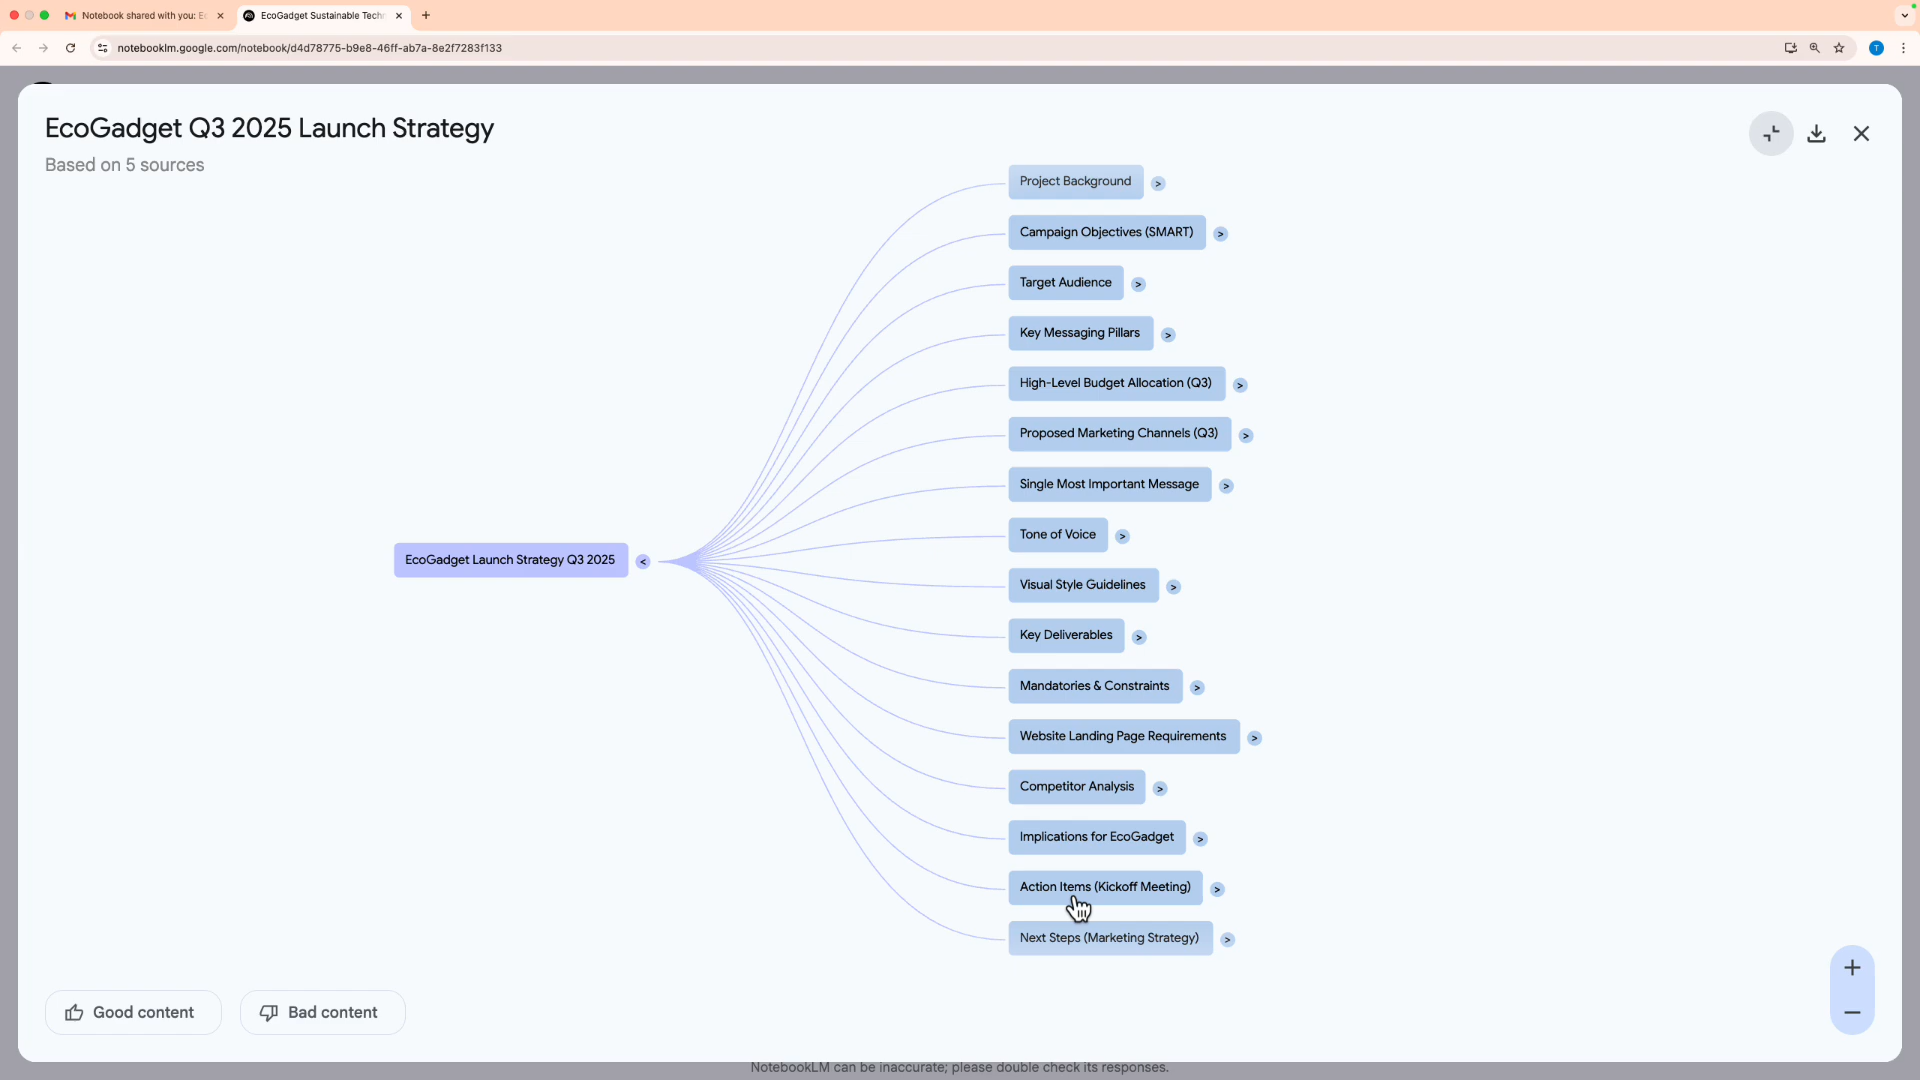 Notebook shared with you: Ec
EcoGadget Sustainable Tech
notebooklm.google.com/notebook/d4d78775-b9e8-46ff-ab7a-8e2f7283f133
T
EcoGadget Q3 2025 Launch Strategy
Based on 5 sources
Project Background >
Campaign Objectives (SMART) >
Target Audience >
Key Messaging Pillars >
High-Level Budget Allocation (Q3) >
Proposed Marketing Channels (Q3) >
Single Most Important Message >
Tone of Voice >
EcoGadget Launch Strategy Q3 2025 <
Visual Style Guidelines >
Key Deliverables >
Mandatories & Constraints >
Website Landing Page Requirements >
Competitor Analysis >
Implications for EcoGadget >
Action Items (Kickoff Meeting) >
Next Steps (Marketing Strategy) >
Good content
Bad content
NotebookLM can be inaccurate; please double check its responses.